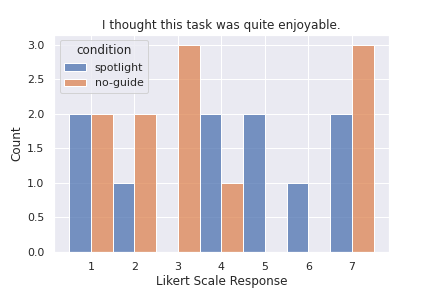 I thought this task was quite enjoyable.
condition
spotlight
no-guide
3.0
2.5
2.0
1.5
1.0
0.5
0.0
Count
1 2 3 4 5 6 7
Likert Scale Response